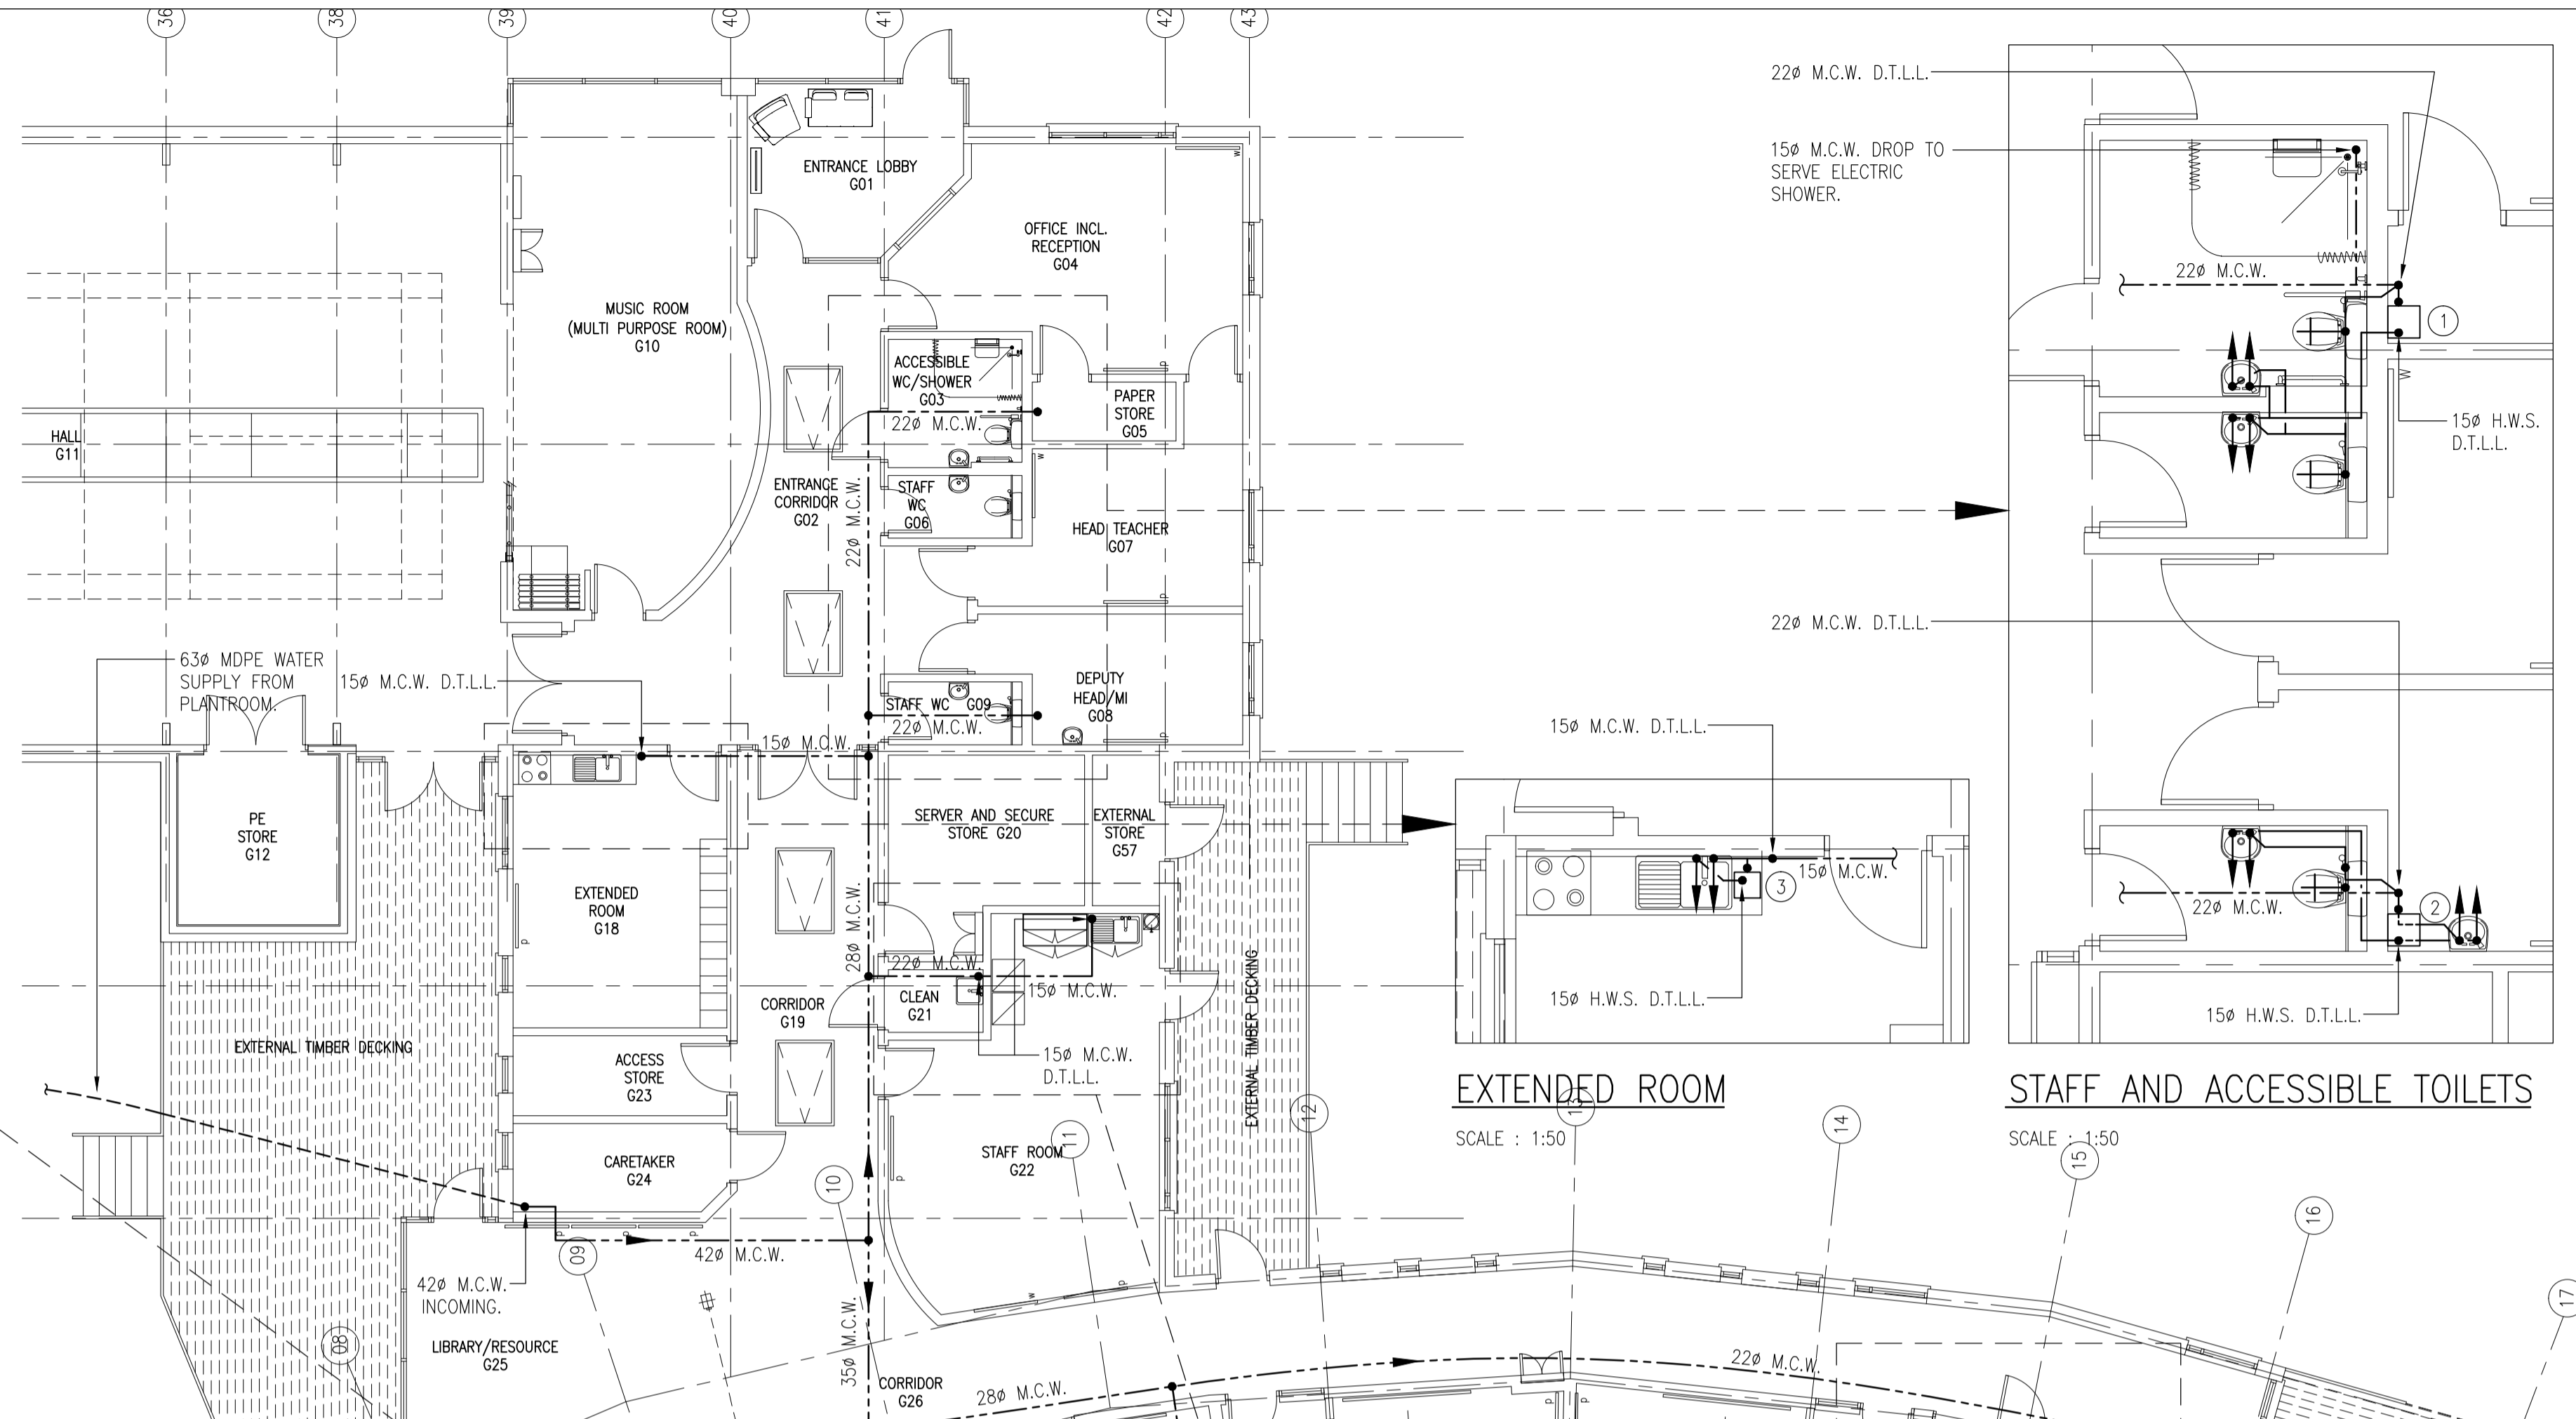 36
38
39
40
41
42
43
ENTRANCE LOBBY
G01
OFFICE INCL.
RECEPTION
G04
MUSIC ROOM
(MULTI PURPOSE ROOM)
G10
ACCESSIBLE
WC/SHOWER
G03
22ø M.C.W.
PAPER
STORE
G05
HALL
G11
ENTRANCE
CORRIDOR
G02
22ø M.C.W.
STAFF
WC
G06
HEAD TEACHER
G07
63ø MDPE WATER
SUPPLY FROM
PLANTROOM.
15ø M.C.W. D.T.L.L.
DEPUTY
HEAD/MI
G08
STAFF WC G09
22ø M.C.W.
15ø M.C.W.
PE
STORE
G12
SERVER AND SECURE
STORE G20
EXTERNAL
STORE
G57
EXTENDED
ROOM
G18
28ø M.C.W.
22ø M.C.W.
15ø M.C.W.
CLEAN
G21
CORRIDOR
G19
EXTERNAL TIMBER DECKING
EXTERNAL TIMBER DECKING
ACCESS
STORE
G23
15ø M.C.W.
D.T.L.L.
CARETAKER
G24
STAFF ROOM
G22
42ø M.C.W.
42ø M.C.W.
INCOMING.
LIBRARY/RESOURCE
G25
35ø M.C.W.
CORRIDOR
G26
28ø M.C.W.
22ø M.C.W.
08
09
10
11
12
13
14
15
16
17
w
w
w
w
p
p
p
p
p
p
p
p
p
p
p
22ø M.C.W. D.T.L.L.
15ø M.C.W. DROP TO
SERVE ELECTRIC
SHOWER.
22ø M.C.W.
1
W
15ø H.W.S.
D.T.L.L.
22ø M.C.W. D.T.L.L.
22ø M.C.W.
2
15ø H.W.S. D.T.L.L.
15ø M.C.W. D.T.L.L.
15ø M.C.W.
3
15ø H.W.S. D.T.L.L.
EXTENDED ROOM
SCALE : 1:50
STAFF AND ACCESSIBLE TOILETS
SCALE : 1:50